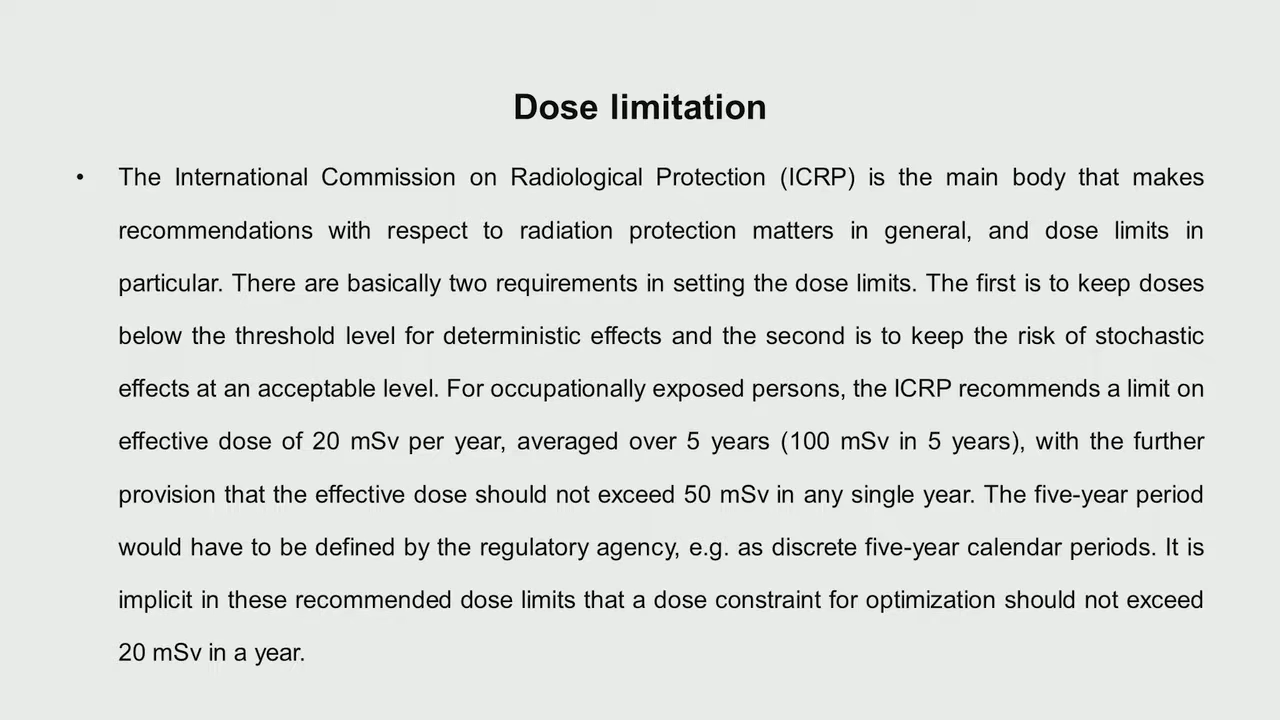 Dose limitation
• The International Commission on Radiological Protection (ICRP) is the main body that makes
recommendations with respect to radiation protection matters in general, and dose limits in
particular. There are basically two requirements in setting the dose limits. The first is to keep doses
below the threshold level for deterministic effects and the second is to keep the risk of stochastic
effects at an acceptable level. For occupationally exposed persons, the ICRP recommends a limit on
effective dose of 20 mSv per year, averaged over 5 years (100 mSv in 5 years), with the further
provision that the effective dose should not exceed 50 mSv in any single year. The five-year period
would have to be defined by the regulatory agency, e.g. as discrete five-year calendar periods. It is
implicit in these recommended dose limits that a dose constraint for optimization should not exceed
20 mSv in a year.